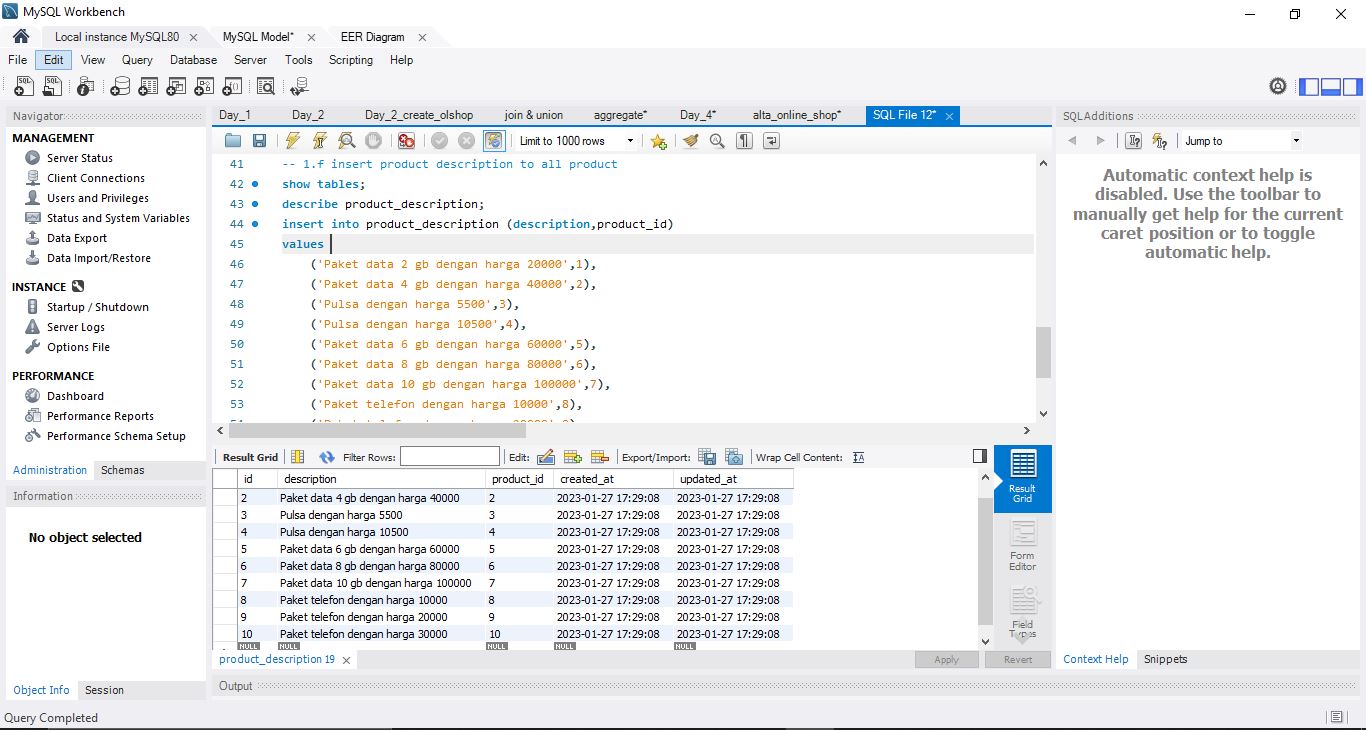 MySQL Workbench
Local instance MySQL80 × MySQL Model* × EER Diagram ×
File Edit View Query Database Server Tools Scripting Help
Navigator
MANAGEMENT
Server Status
Client Connections
Users and Privileges
Status and System Variables
Data Export
Data Import/Restore
INSTANCE
Startup / Shutdown
Server Logs
Options File
PERFORMANCE
Dashboard
Performance Reports
Performance Schema Setup
Administration Schemas
Information
No object selected
Object Info Session
Day_1 Day_2 Day_2_create_olshop join & union aggregate* Day_4* alta_online_shop* SQL File 12* ×
Limit to 1000 rows
41 -- 1.f insert product description to all product
42 show tables;
43 describe product_description;
44 insert into product_description (description,product_id)
45 values
46 ('Paket data 2 gb dengan harga 20000',1),
47 ('Paket data 4 gb dengan harga 40000',2),
48 ('Pulsa dengan harga 5500',3),
49 ('Pulsa dengan harga 10500',4),
50 ('Paket data 6 gb dengan harga 60000',5),
51 ('Paket data 8 gb dengan harga 80000',6),
52 ('Paket data 10 gb dengan harga 100000',7),
53 ('Paket telefon dengan harga 10000',8),
Result Grid Filter Rows: Edit: Export/Import: Wrap Cell Content:
id description product_id created_at updated_at
2 Paket data 4 gb dengan harga 40000 2 2023-01-27 17:29:08 2023-01-27 17:29:08
3 Pulsa dengan harga 5500 3 2023-01-27 17:29:08 2023-01-27 17:29:08
4 Pulsa dengan harga 10500 4 2023-01-27 17:29:08 2023-01-27 17:29:08
5 Paket data 6 gb dengan harga 60000 5 2023-01-27 17:29:08 2023-01-27 17:29:08
6 Paket data 8 gb dengan harga 80000 6 2023-01-27 17:29:08 2023-01-27 17:29:08
7 Paket data 10 gb dengan harga 100000 7 2023-01-27 17:29:08 2023-01-27 17:29:08
8 Paket telefon dengan harga 10000 8 2023-01-27 17:29:08 2023-01-27 17:29:08
9 Paket telefon dengan harga 20000 9 2023-01-27 17:29:08 2023-01-27 17:29:08
10 Paket telefon dengan harga 30000 10 2023-01-27 17:29:08 2023-01-27 17:29:08
NULL NULL NULL NULL NULL
Result
Grid
Form
Editor
Field
Types
product_description 19 × Apply Revert
Output
SQLAdditions
Jump to
Automatic context help is
disabled. Use the toolbar to
manually get help for the current
caret position or to toggle
automatic help.
Context Help Snippets
Query Completed